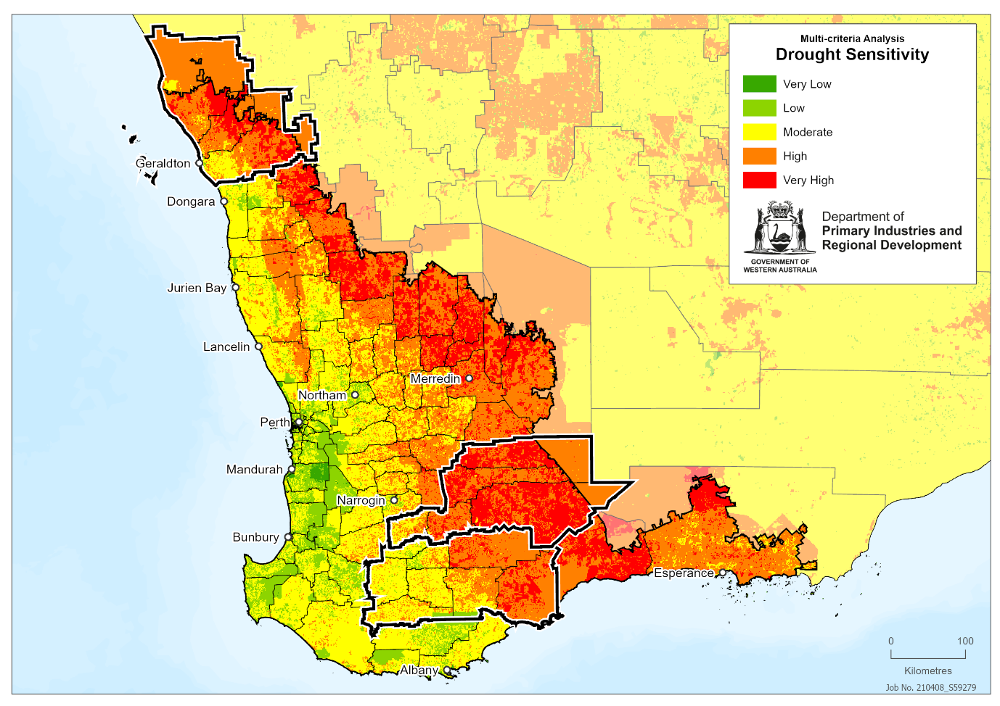 Multi-criteria Analysis
Drought Sensitivity
Very Low
Low
Moderate
High
Very High
GOVERNMENT OF
WESTERN AUSTRALIA
Department of
Primary Industries and
Regional Development
Geraldton
Dongara
Jurien Bay
Lancelin
Merredin
Northam
Perth
Mandurah
Narrogin
Bunbury
Esperance
Albany
0 100
Kilometres
Job No. 210408_S59279